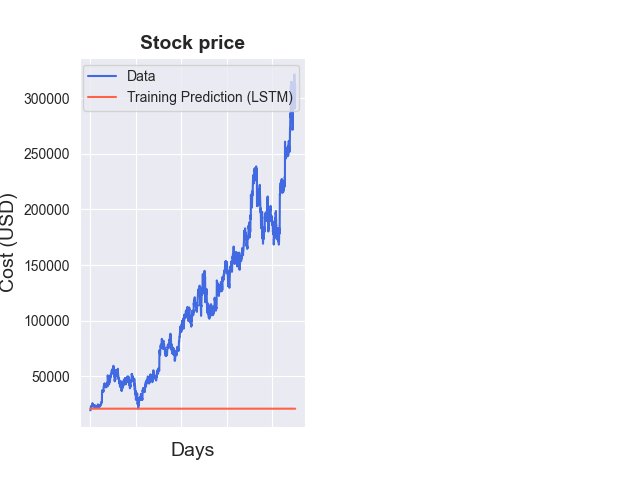 Stock price
Data
Training Prediction (LSTM)
300000
250000
200000
150000
100000
50000
Cost (USD)
Days